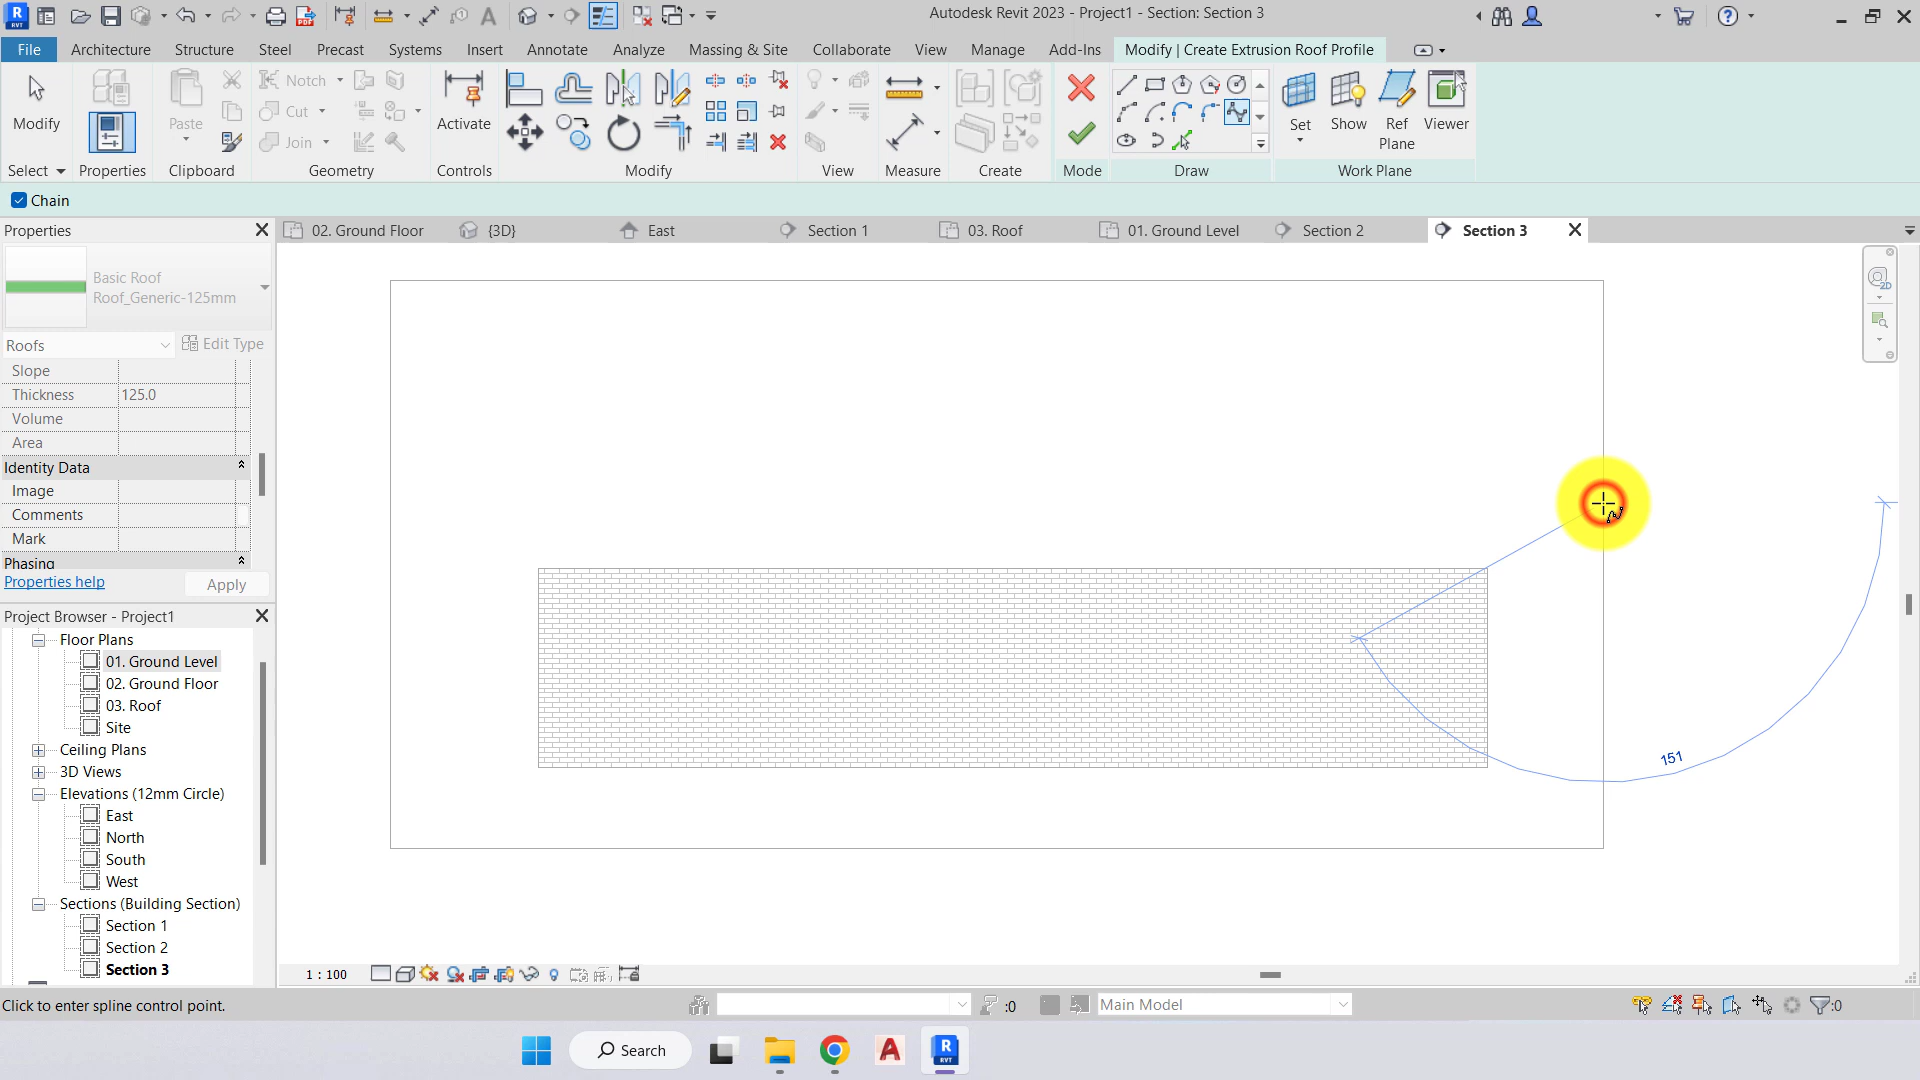 Autodesk Revit 2023 - Project1 - Section: Section 3
File Architecture Structure Steel Precast Systems Insert Annotate Analyze Massing & Site Collaborate View Manage Add-Ins Modify | Create Extrusion Roof Profile
Modify
Paste
Notch
Cut
Join
Activate
Set
Show
Ref
Plane
Viewer
Select Properties Clipboard Geometry Controls Modify View Measure Create Mode Draw Work Plane
Chain
Properties
02. Ground Floor {3D} East Section 1 03. Roof 01. Ground Level Section 2 Section 3
Basic Roof
Roof_Generic-125mm
Roofs Edit Type
Slope
Thickness 125.0
Volume
Area
Identity Data
Image
Comments
Mark
Phasing
Properties help Apply
Project Browser - Project1
Floor Plans
01. Ground Level
02. Ground Floor
03. Roof
Site
Ceiling Plans
3D Views
Elevations (12mm Circle)
East
North
South
West
Sections (Building Section)
Section 1
Section 2
Section 3
2D
151
1 : 100
Click to enter spline control point. :0 Main Model :0
Search
R
RVT